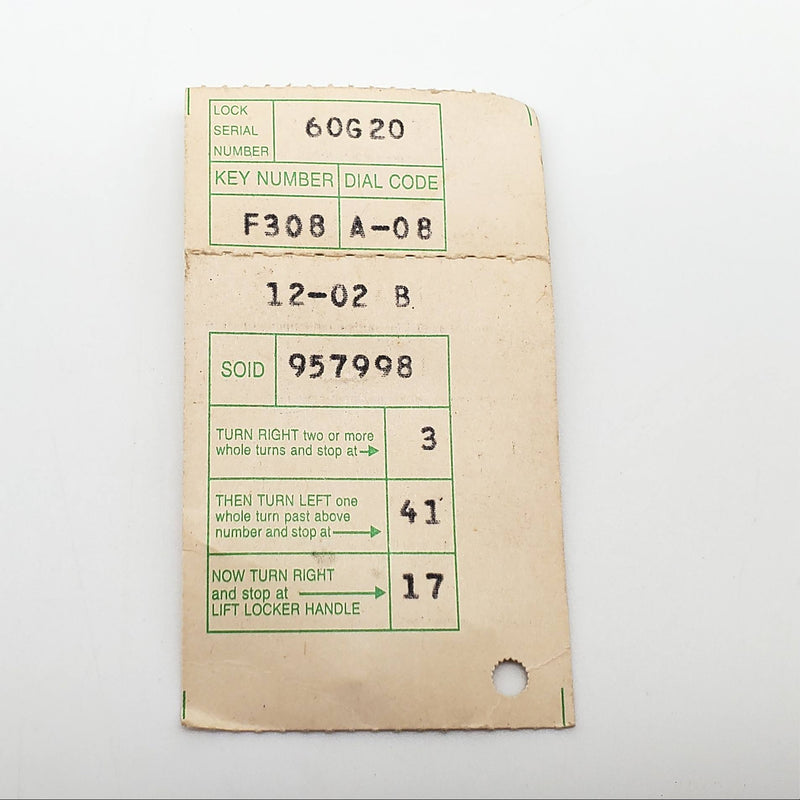 LOCK
SERIAL
NUMBER
60G20
KEY NUMBER DIAL CODE
F308 A-08
12-02 B
SOID 957998
TURN RIGHT two or more
whole turns and stop at
3
THEN TURN LEFT one
whole turn past above
number and stop at
41
NOW TURN RIGHT
and stop at
LIFT LOCKER HANDLE
17